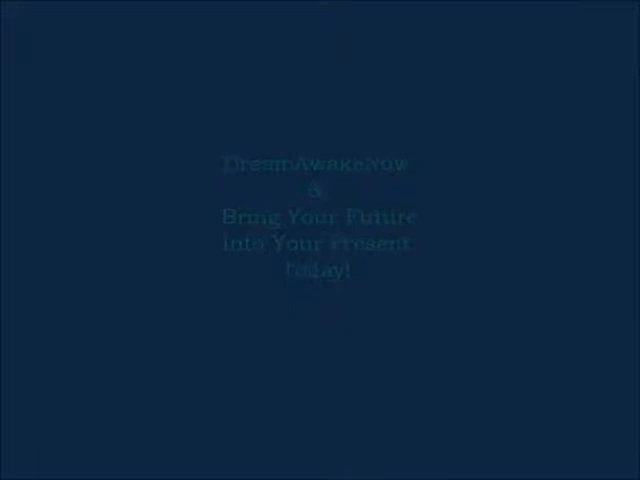 DreamAwakeNow
&
Bring Your Future
into Your Present
Today!